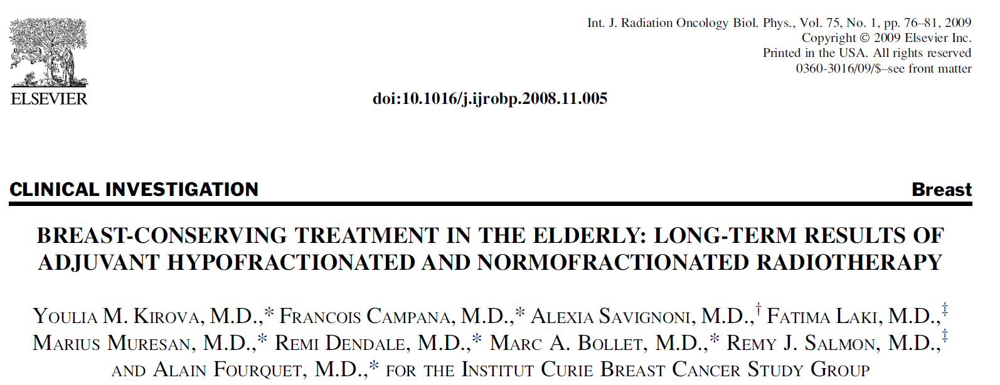 ELSEVIER
Int. J. Radiation Oncology Biol. Phys., Vol. 75, No. 1, pp. 76–81, 2009
Copyright © 2009 Elsevier Inc.
Printed in the USA. All rights reserved
0360-3016/09/$–see front matter
doi:10.1016/j.ijrobp.2008.11.005
CLINICAL INVESTIGATION
Breast
BREAST-CONSERVING TREATMENT IN THE ELDERLY: LONG-TERM RESULTS OF
ADJUVANT HYPOFRACTIONATED AND NORMOFRACTIONATED RADIOTHERAPY
YOULIA M. KIROVA, M.D.,* FRANCOIS CAMPANA, M.D.,* ALEXIA SAVIGNONI, M.D.,† FATIMA LAKI, M.D.,‡
MARIUS MURESAN, M.D.,* REMI DENDALE, M.D.,* MARC A. BOLLET, M.D.,* REMY J. SALMON, M.D.,‡
AND ALAIN FOURQUET, M.D.,* FOR THE INSTITUT CURIE BREAST CANCER STUDY GROUP